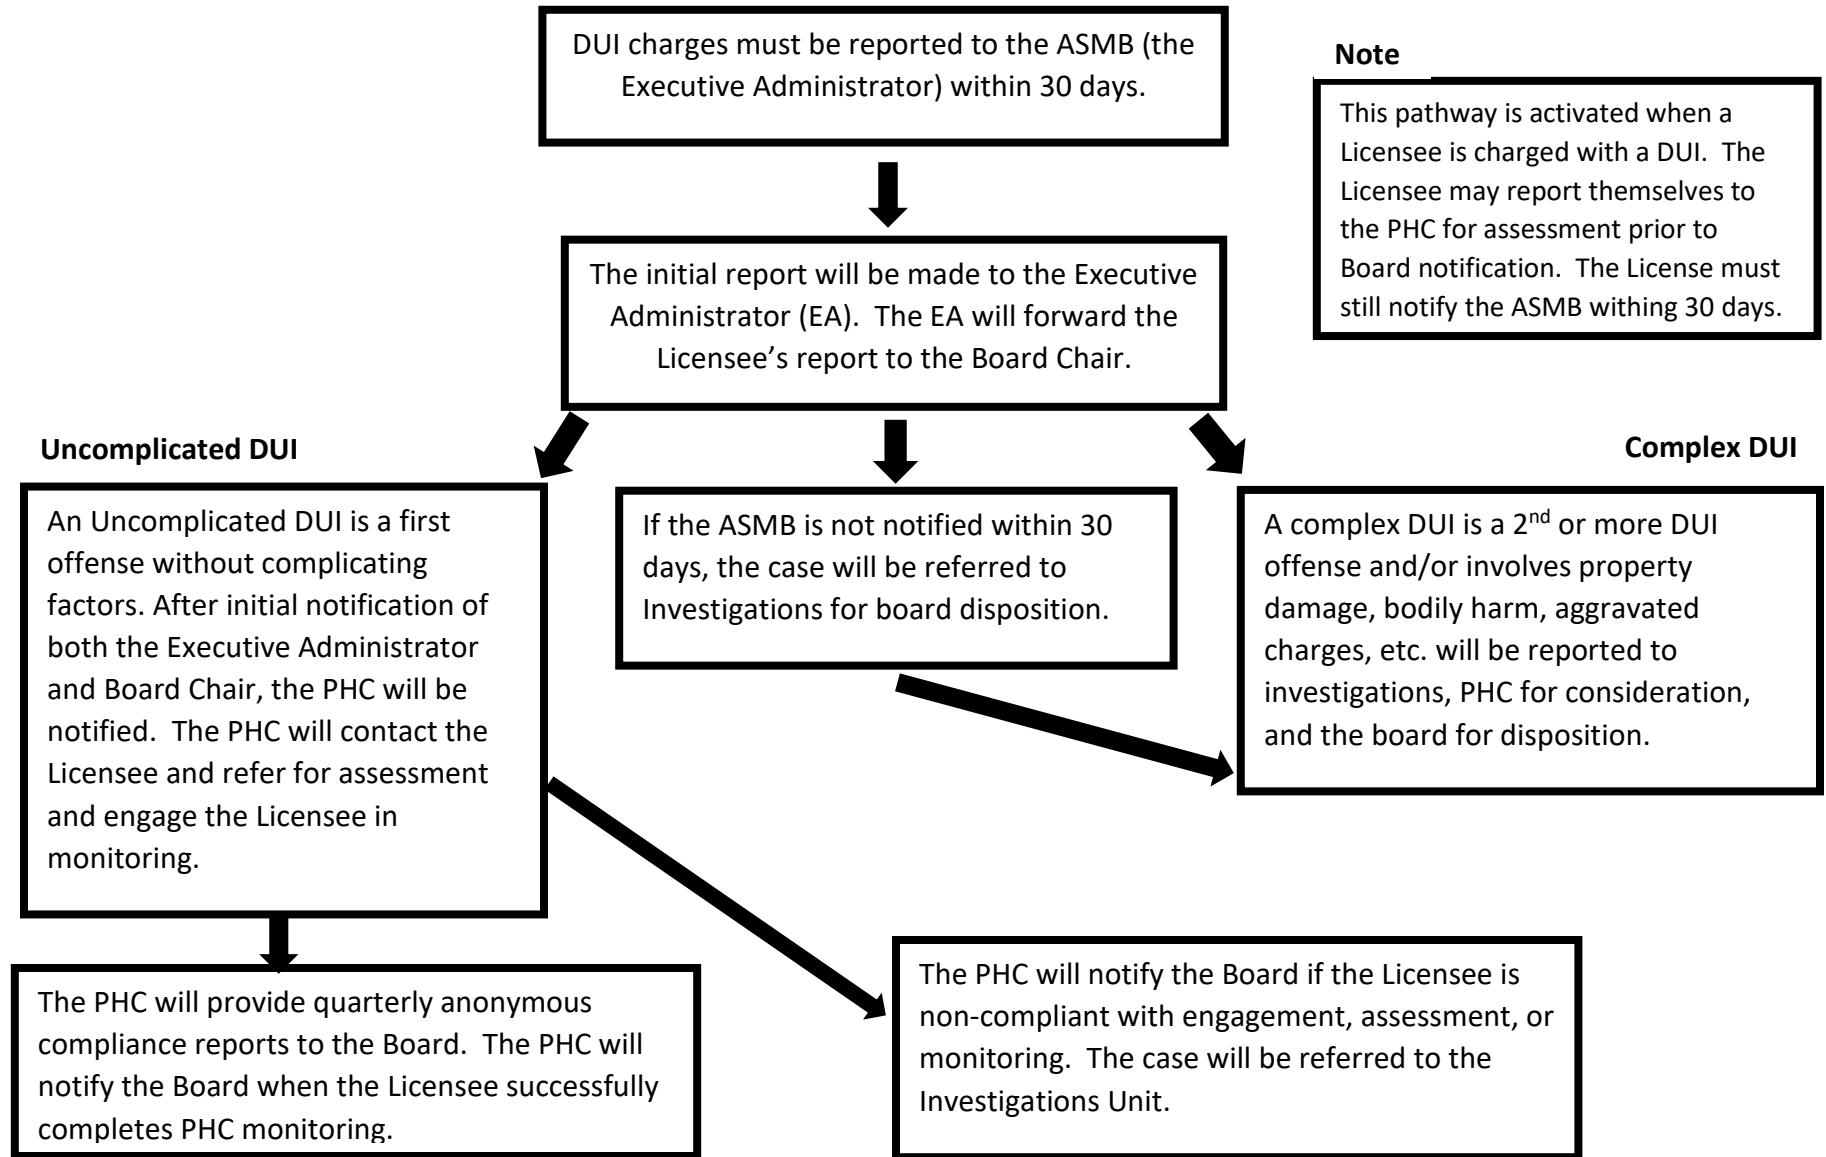 DUI charges must be reported to the ASMB (the
Executive Administrator) within 30 days.
Note
This pathway is activated when a
Licensee is charged with a DUI.  The
Licensee may report themselves to
the PHC for assessment prior to
Board notification.  The License must
still notify the ASMB withing 30 days.
The initial report will be made to the Executive
Administrator (EA).  The EA will forward the
Licensee’s report to the Board Chair.
Uncomplicated DUI
An Uncomplicated DUI is a first
offense without complicating
factors. After initial notification of
both the Executive Administrator
and Board Chair, the PHC will be
notified.  The PHC will contact the
Licensee and refer for assessment
and engage the Licensee in
monitoring.
If the ASMB is not notified within 30
days, the case will be referred to
Investigations for board disposition.
Complex DUI
A complex DUI is a 2nd or more DUI
offense and/or involves property
damage, bodily harm, aggravated
charges, etc. will be reported to
investigations, PHC for consideration,
and the board for disposition.
The PHC will provide quarterly anonymous
compliance reports to the Board.  The PHC will
notify the Board when the Licensee successfully
completes PHC monitoring.
The PHC will notify the Board if the Licensee is
non-compliant with engagement, assessment, or
monitoring.  The case will be referred to the
Investigations Unit.